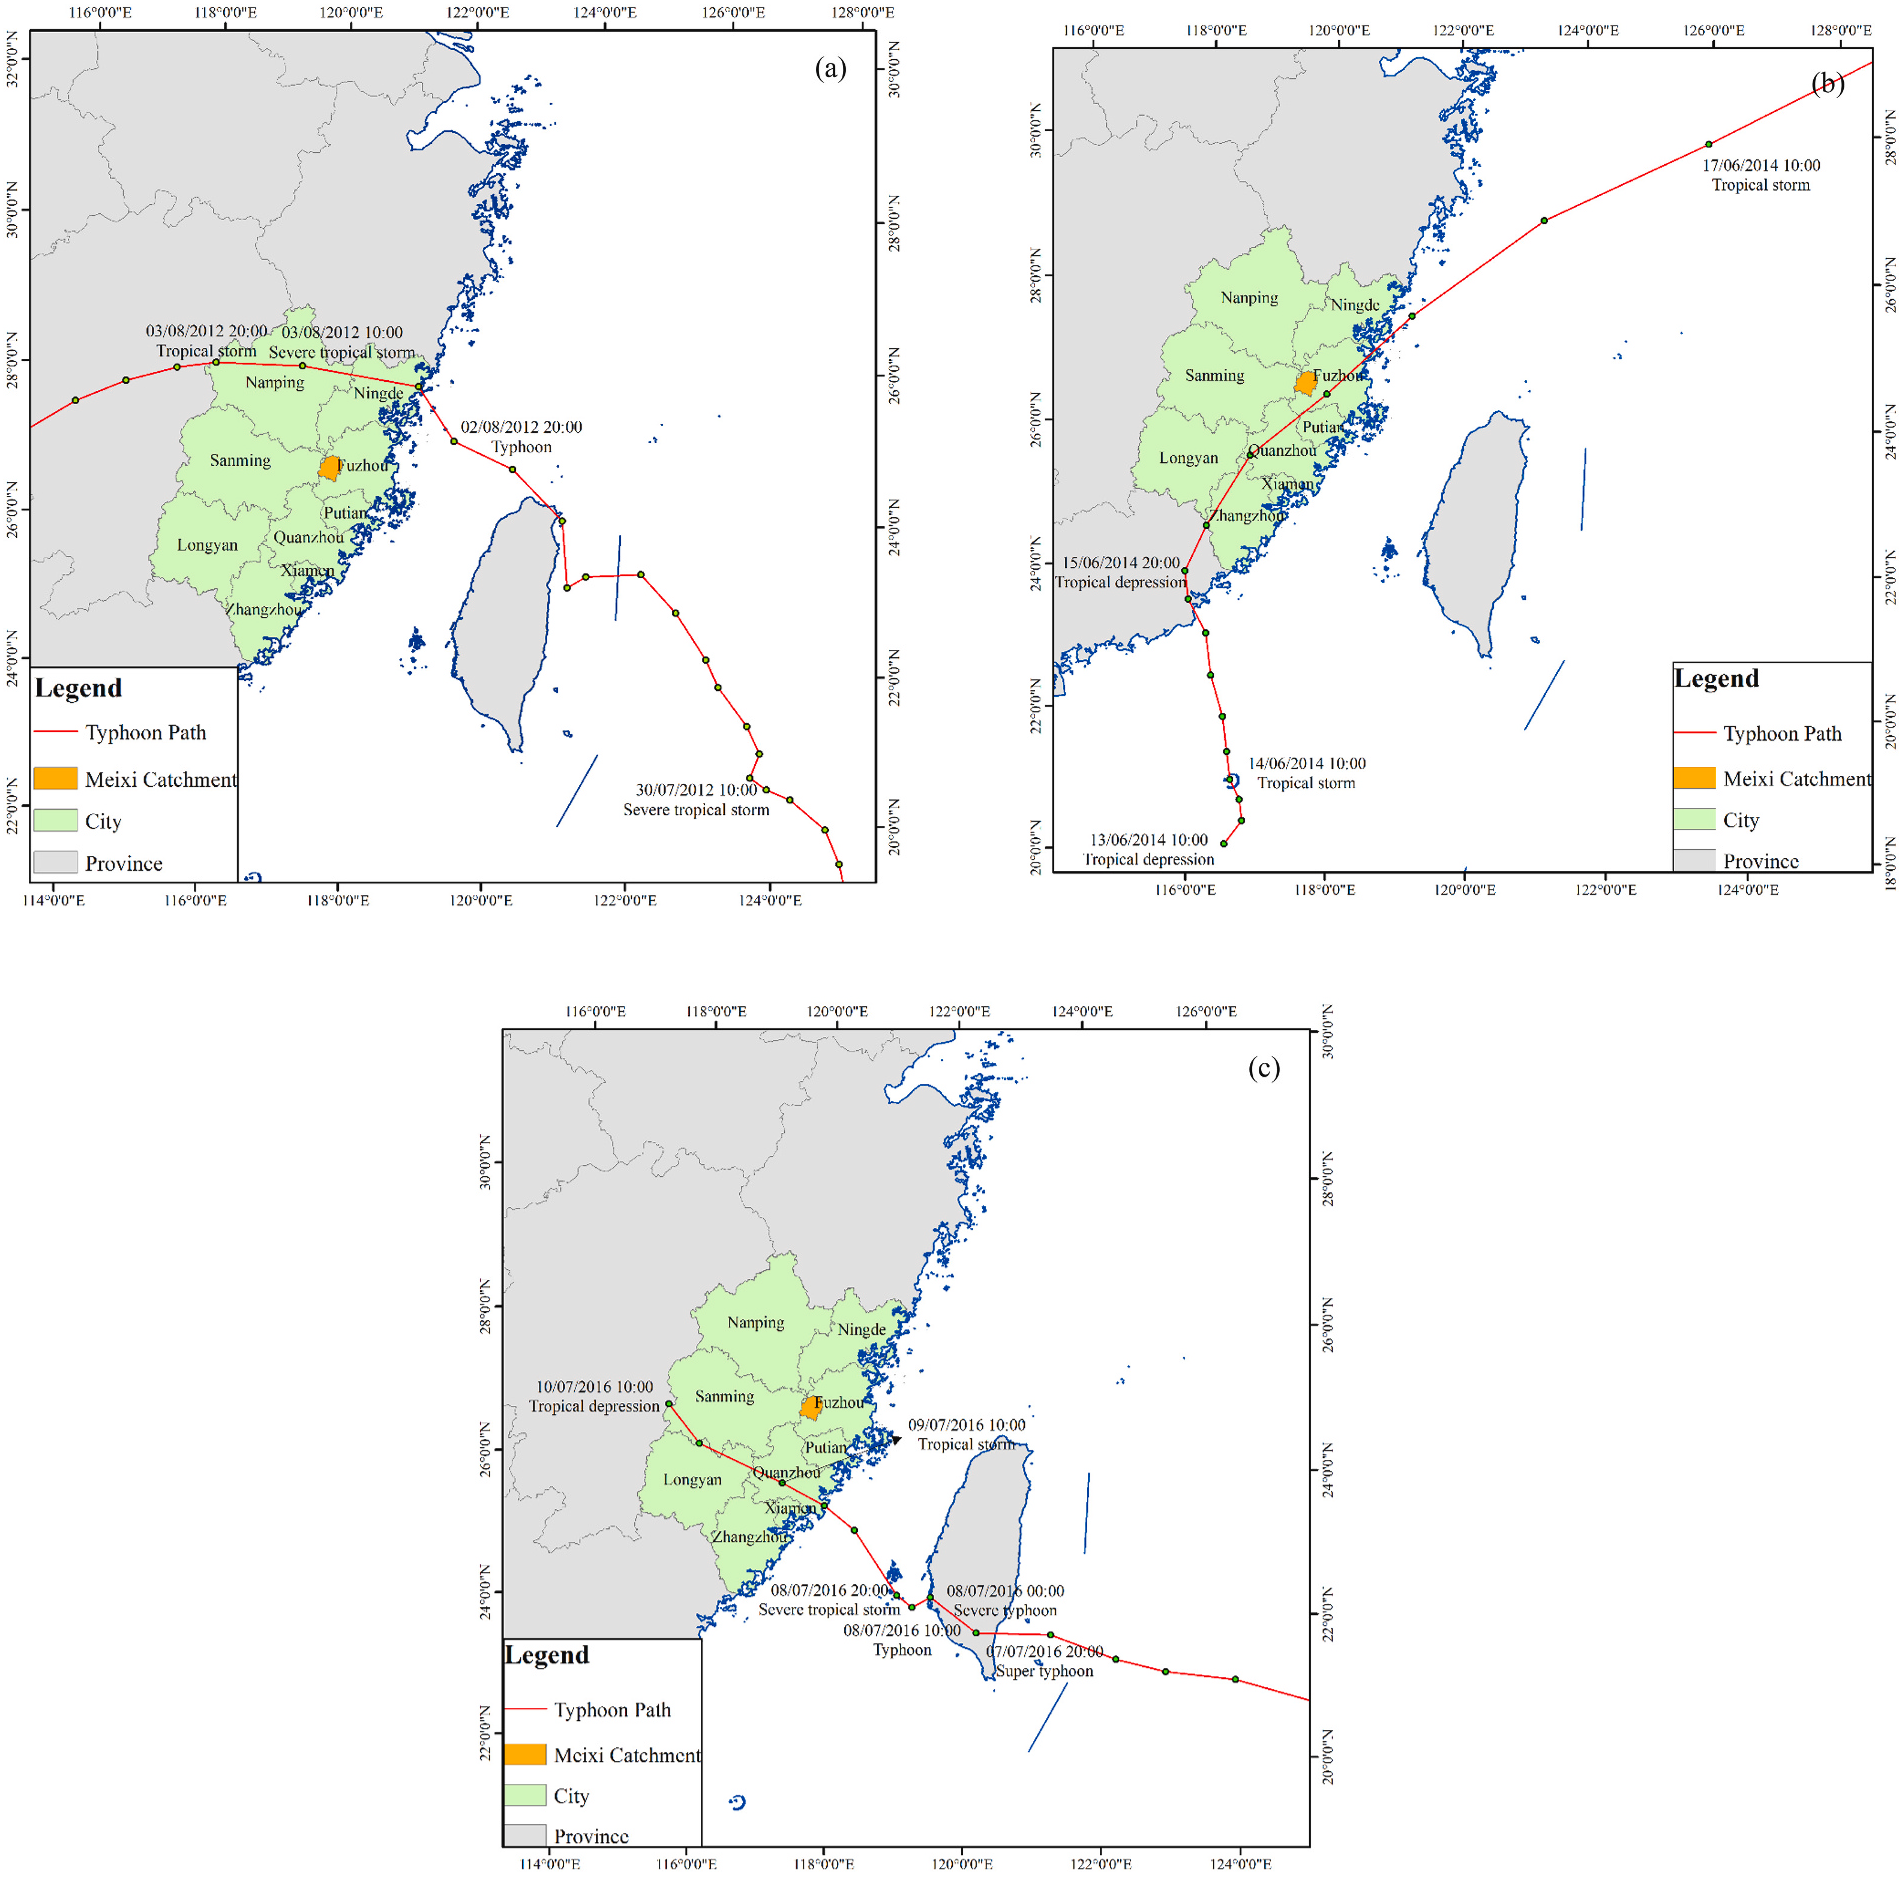 116°0'0"E 118°0'0"E 120°0'0"E 122°0'0"E 124°0'0"E 126°0'0"E 128°0'0"E
(a)
32°0'0"N
30°0'0"N
28°0'0"N
26°0'0"N
24°0'0"N
22°0'0"N
30°0'0"N
28°0'0"N
26°0'0"N
24°0'0"N
22°0'0"N
20°0'0"N
03/08/2012 20:00
Tropical storm
03/08/2012 10:00
Severe tropical storm
Nanping
Ningde
02/08/2012 20:00
Typhoon
Sanming
Fuzhou
Putian
Longyan
Quanzhou
Xiamen
Zhangzhou
30/07/2012 10:00
Severe tropical storm
Legend
Typhoon Path
Meixi Catchment
City
Province
114°0'0"E 116°0'0"E 118°0'0"E 120°0'0"E 122°0'0"E 124°0'0"E
116°0'0"E 118°0'0"E 120°0'0"E 122°0'0"E 124°0'0"E 126°0'0"E 128°0'0"E
(b)
30°0'0"N
28°0'0"N
26°0'0"N
24°0'0"N
22°0'0"N
20°0'0"N
28°0'0"N
26°0'0"N
24°0'0"N
22°0'0"N
20°0'0"N
18°0'0"N
17/06/2014 10:00
Tropical storm
Nanping
Ningde
Sanming
Fuzhou
Putian
Longyan
Quanzhou
Xiamen
Zhangzhou
15/06/2014 20:00
Tropical depression
14/06/2014 10:00
Tropical storm
13/06/2014 10:00
Tropical depression
Legend
Typhoon Path
Meixi Catchment
City
Province
116°0'0"E 118°0'0"E 120°0'0"E 122°0'0"E 124°0'0"E
116°0'0"E 118°0'0"E 120°0'0"E 122°0'0"E 124°0'0"E 126°0'0"E
(c)
30°0'0"N
28°0'0"N
26°0'0"N
24°0'0"N
22°0'0"N
30°0'0"N
28°0'0"N
26°0'0"N
24°0'0"N
22°0'0"N
20°0'0"N
Nanping
Ningde
10/07/2016 10:00
Tropical depression
Sanming
Fuzhou
09/07/2016 10:00
Tropical storm
Putian
Longyan
Quanzhou
Xiamen
Zhangzhou
08/07/2016 20:00
Severe tropical storm
08/07/2016 00:00
Severe typhoon
08/07/2016 10:00
Typhoon
07/07/2016 20:00
Super typhoon
Legend
Typhoon Path
Meixi Catchment
City
Province
114°0'0"E 116°0'0"E 118°0'0"E 120°0'0"E 122°0'0"E 124°0'0"E